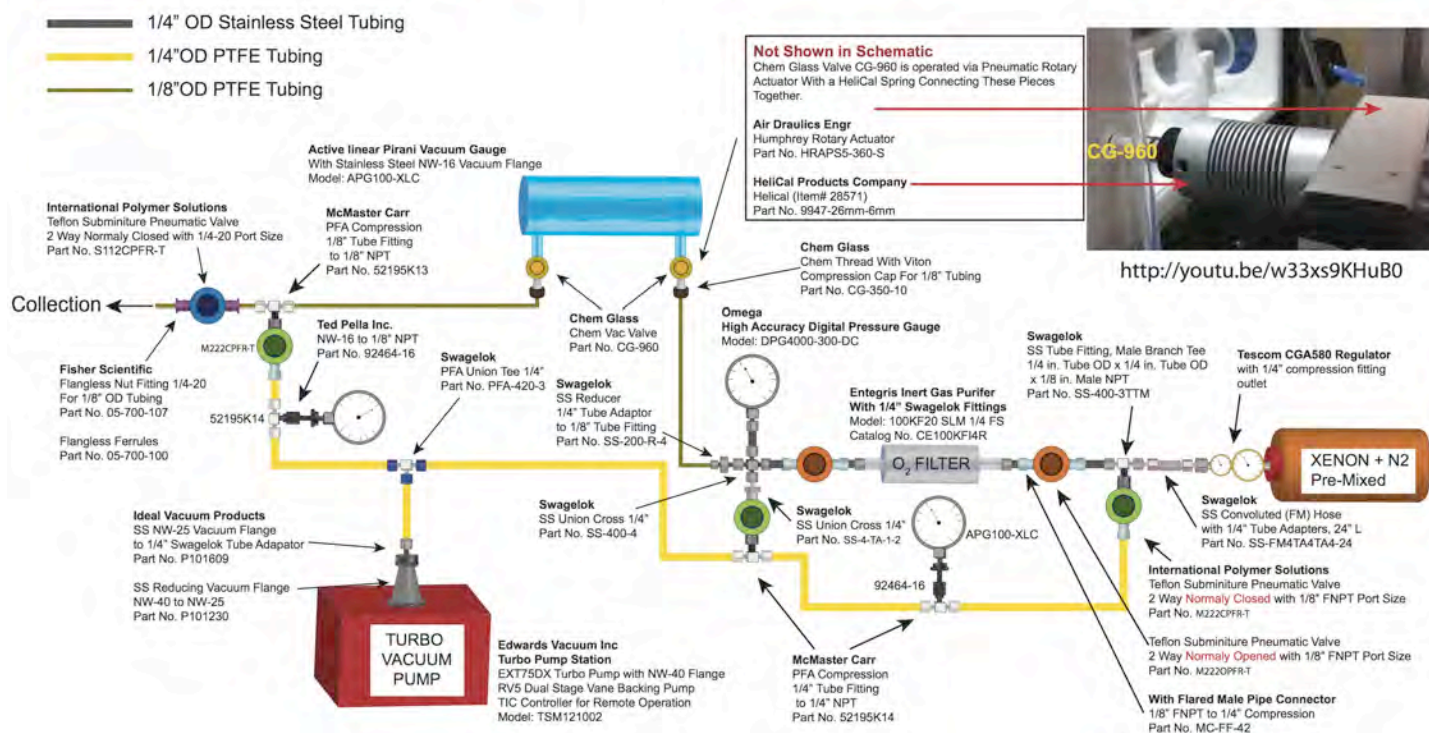 1/4" OD Stainless Steel Tubing
1/4"OD PTFE Tubing
1/8"OD PTFE Tubing
Not Shown in Schematic
Chem Glass Valve CG-960 is operated via Pneumatic Rotary
Actuator With a HeliCal Spring Connecting These Pieces
Together.
Air Draulics Engr
Humphrey Rotary Actuator
Part No. HRAPS5-360-S
HeliCal Products Company
Helical (Item# 28571)
Part No. 9947-26mm-6mm
CG-960
http://youtu.be/w33xs9KHuB0
Active linear Pirani Vacuum Gauge
With Stainless Steel NW-16 Vacuum Flange
Model: APG100-XLC
International Polymer Solutions
Teflon Subminiture Pneumatic Valve
2 Way Normaly Closed with 1/4-20 Port Size
Part No. S112CPFR-T
McMaster Carr
PFA Compression
1/8" Tube Fitting
to 1/8" NPT
Part No. 52195K13
Chem Glass
Chem Thread With Viton
Compression Cap For 1/8" Tubing
Part No. CG-350-10
Collection
M222CPFR-T
Ted Pella Inc.
NW-16 to 1/8" NPT
Part No. 92464-16
Chem Glass
Chem Vac Valve
Part No. CG-960
Omega
High Accuracy Digital Pressure Gauge
Model: DPG4000-300-DC
Fisher Scientific
Flangless Nut Fitting 1/4-20
For 1/8" OD Tubing
Part No. 05-700-107
Flangless Ferrules
Part No. 05-700-100
52195K14
Swagelok
PFA Union Tee 1/4"
Part No. PFA-420-3
Swagelok
SS Reducer
1/4" Tube Adaptor
to 1/8" Tube Fitting
Part No. SS-200-R-4
Entegris Inert Gas Purifer
With 1/4" Swagelok Fittings
Model: 100KF20 SLM 1/4 FS
Catalog No. CE100KFI4R
Swagelok
SS Tube Fitting, Male Branch Tee
1/4 in. Tube OD x 1/4 in. Tube OD
x 1/8 in. Male NPT
Part No. SS-400-3TTM
Tescom CGA580 Regulator
with 1/4" compression fitting
outlet
O2 FILTER
XENON + N2
Pre-Mixed
Ideal Vacuum Products
SS NW-25 Vacuum Flange
to 1/4" Swagelok Tube Adapator
Part No. P101609
SS Reducing Vacuum Flange
NW-40 to NW-25
Part No. P101230
Swagelok
SS Union Cross 1/4"
Part No. SS-400-4
Swagelok
SS Union Cross 1/4"
Part No. SS-4-TA-1-2
APG100-XLC
92464-16
Swagelok
SS Convoluted (FM) Hose
with 1/4" Tube Adapters, 24" L
Part No. SS-FM4TA4TA4-24
International Polymer Solutions
Teflon Subminiture Pneumatic Valve
2 Way Normaly Closed with 1/8" FNPT Port Size
Part No. M222CPFR-T
Teflon Subminiture Pneumatic Valve
2 Way Normaly Opened with 1/8" FNPT Port Size
Part No. M222OPFR-T
With Flared Male Pipe Connector
1/8" FNPT to 1/4" Compression
Part No. MC-FF-42
TURBO
VACUUM
PUMP
Edwards Vacuum Inc
Turbo Pump Station
EXT75DX Turbo Pump with NW-40 Flange
RV5 Dual Stage Vane Backing Pump
TIC Controller for Remote Operation
Model: TSM121002
McMaster Carr
PFA Compression
1/4" Tube Fitting
to 1/4" NPT
Part No. 52195K14